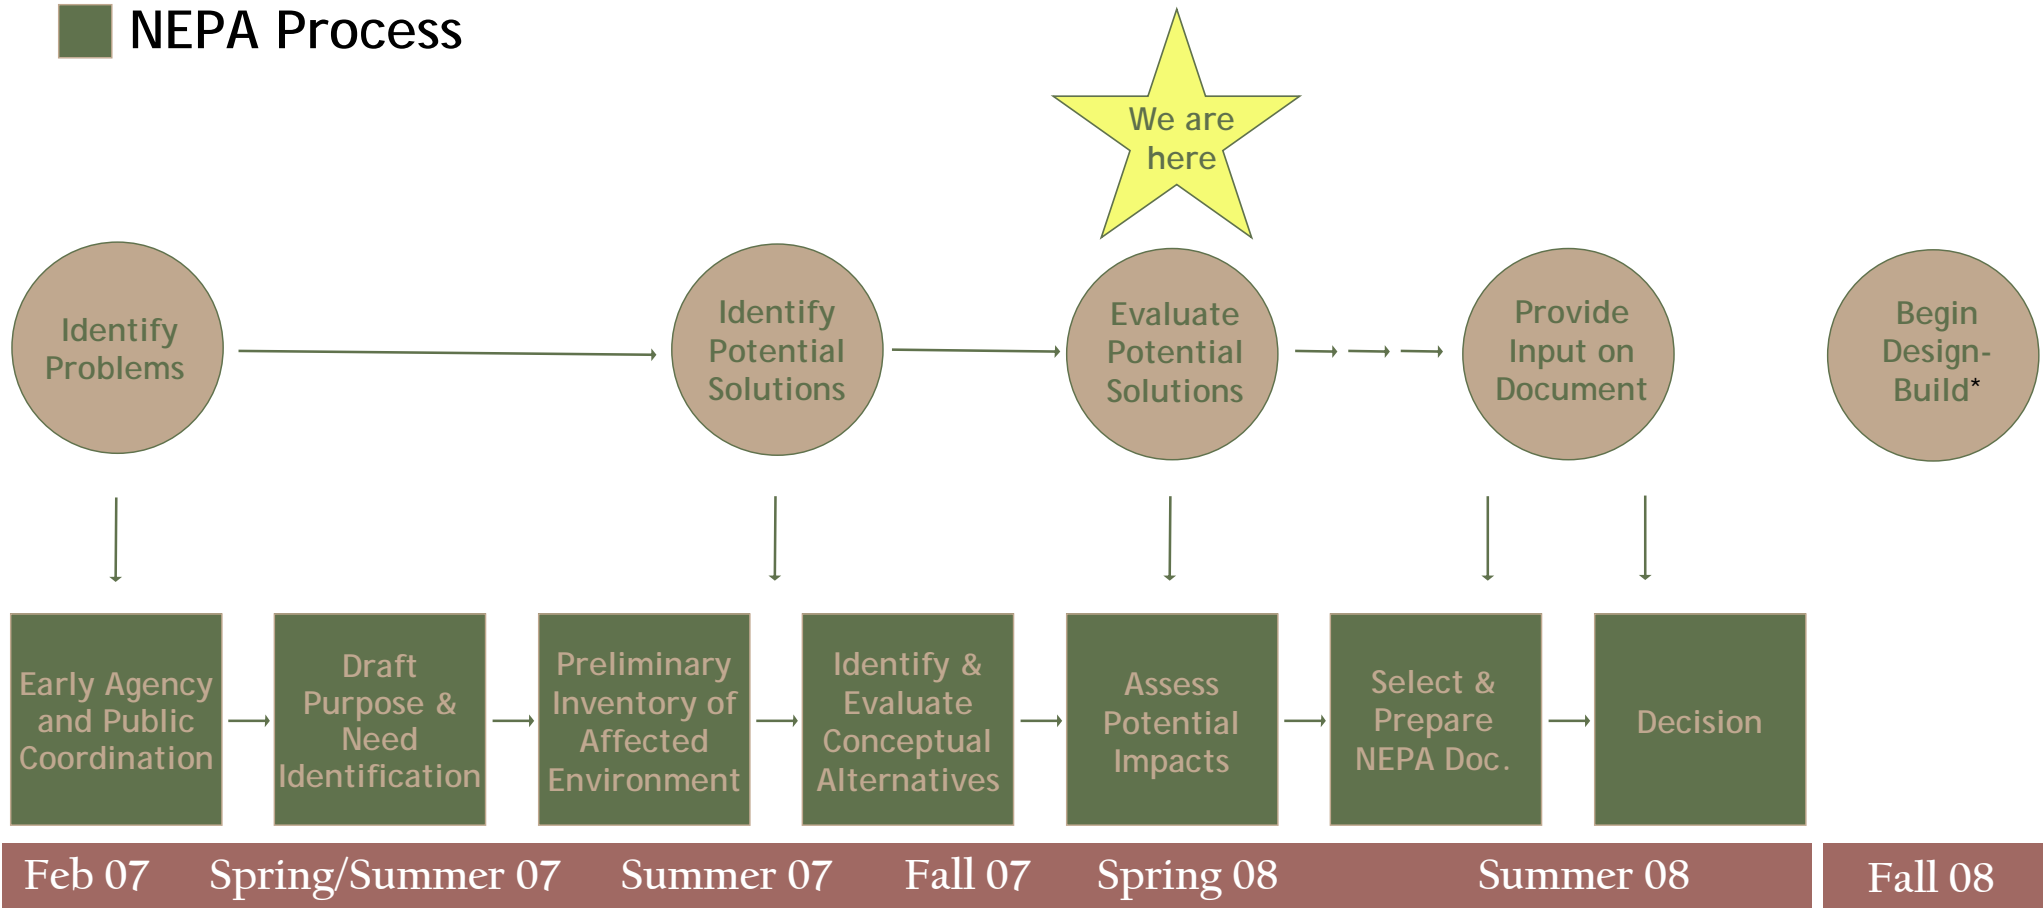 NEPA Process
We are
here
Identify
Problems
Identify
Potential
Solutions
Evaluate
Potential
Solutions
Provide
Input on
Document
Begin
Design-
Build*
Early Agency
and Public
Coordination
Draft
Purpose &
Need
Identification
Preliminary
Inventory of
Affected
Environment
Identify &
Evaluate
Conceptual
Alternatives
Assess
Potential
Impacts
Select &
Prepare
NEPA Doc.
Decision
Feb 07
Spring/Summer 07
Summer 07
Fall 07
Spring 08
Summer 08
Fall 08